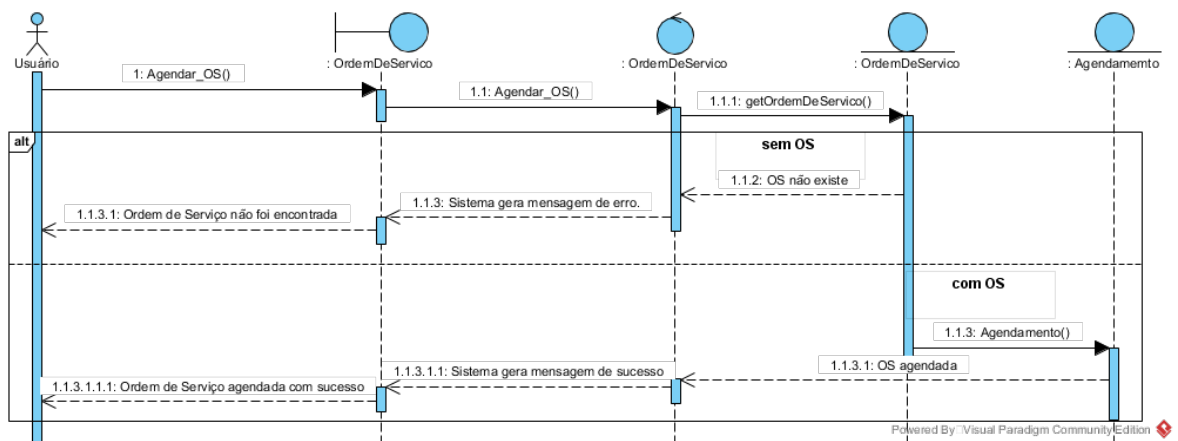 Usuário
: OrdemDeServico
: OrdemDeServico
: OrdemDeServico
: Agendamento
1: Agendar_OS()
1.1: Agendar_OS()
1.1.1: getOrdemDeServico()
alt
sem OS
1.1.2: OS não existe
1.1.3: Sistema gera mensagem de erro.
1.1.3.1: Ordem de Serviço não foi encontrada
com OS
1.1.3: Agendamento()
1.1.3.1: OS agendada
1.1.3.1.1: Sistema gera mensagem de sucesso
1.1.3.1.1.1: Ordem de Serviço agendada com sucesso
Powered By Visual Paradigm Community Edition